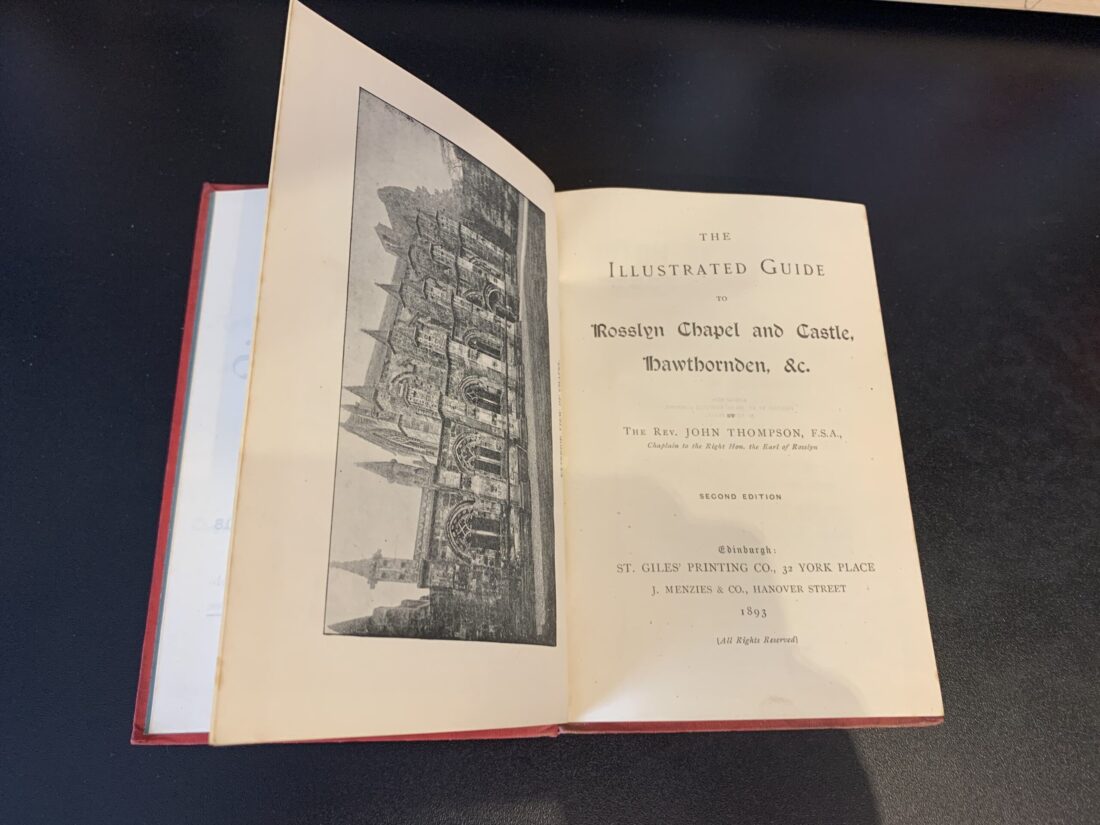 THE
ILLUSTRATED GUIDE
TO
Rosslyn Chapel and Castle,
Hawthornden, &c.
BY
THE REV. JOHN THOMPSON, F.S.A.,
Chaplain to the Right Hon. the Earl of Rosslyn
SECOND EDITION
Edinburgh:
ST. GILES' PRINTING CO., 32 YORK PLACE
J. MENZIES & CO., HANOVER STREET
1893
[All Rights Reserved]